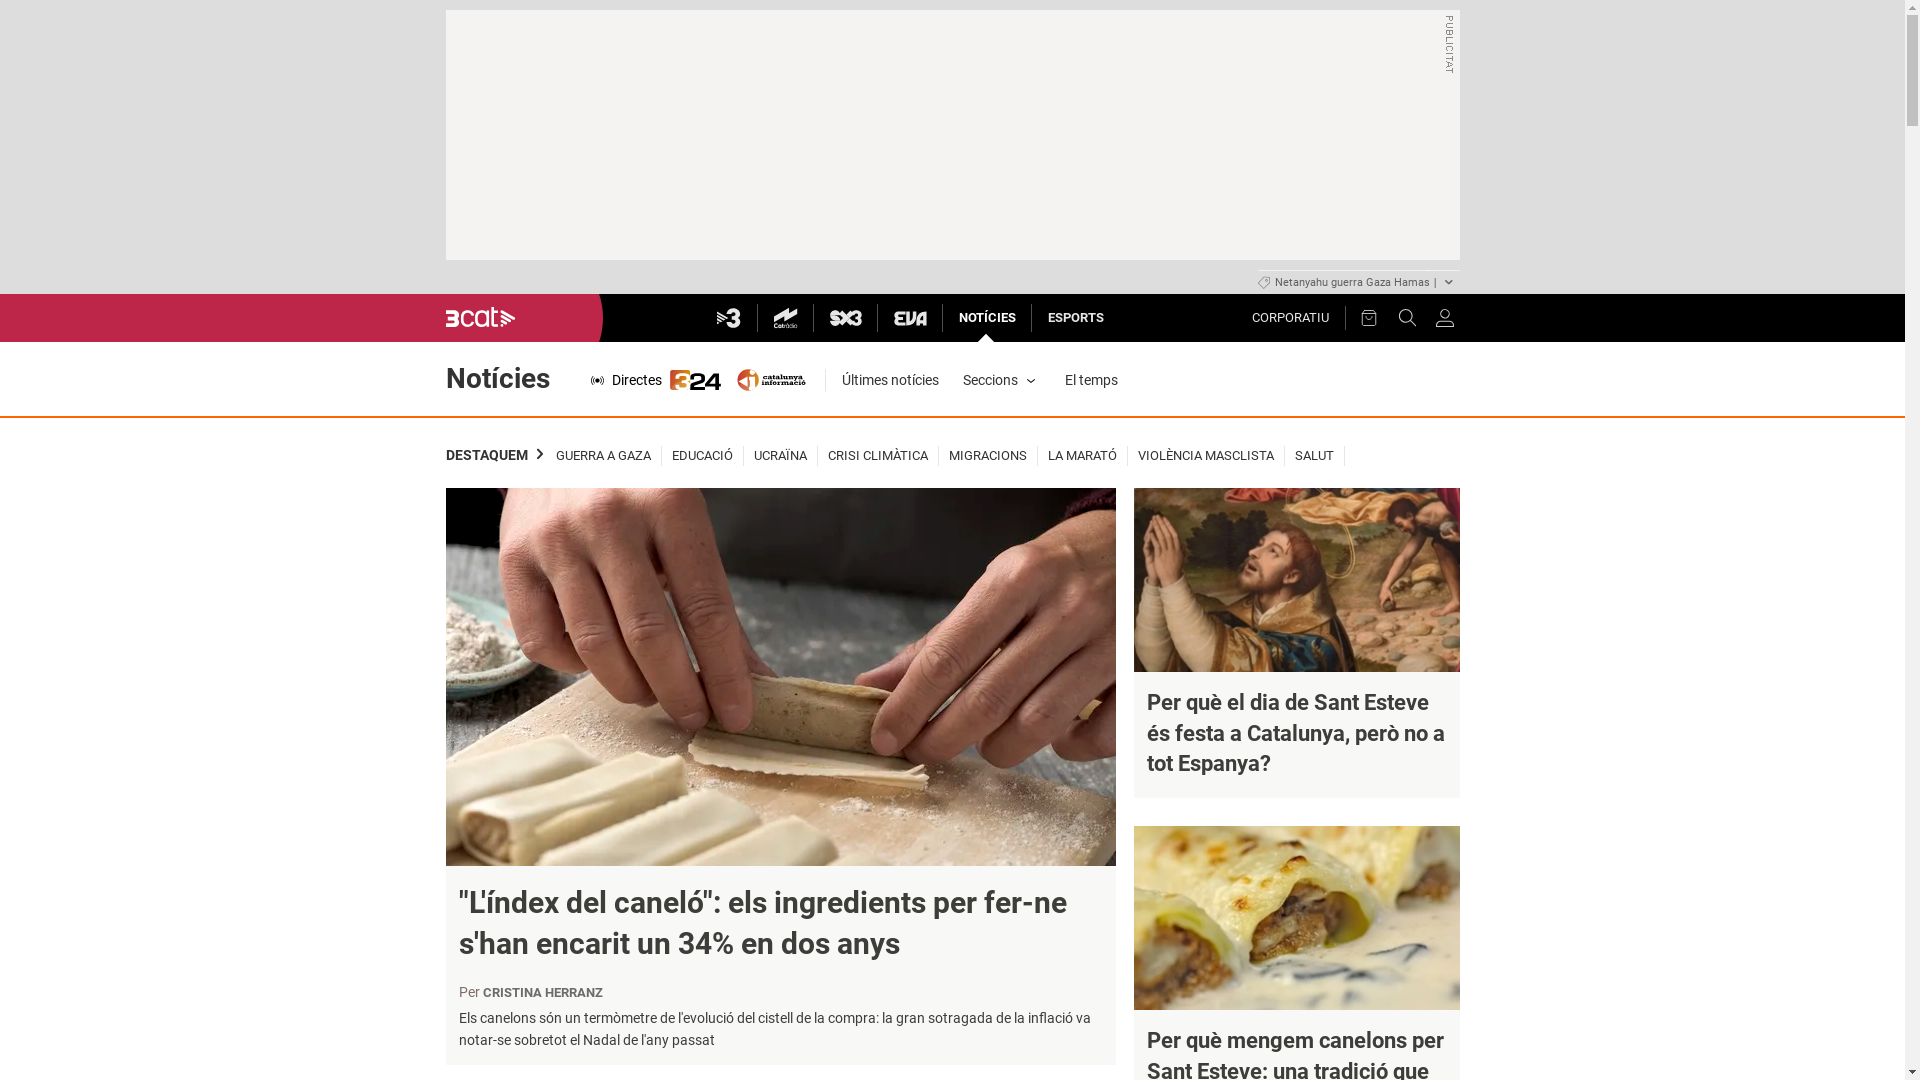 PUBLICITAT
Netanyahu guerra Gaza Hamas |
3cat
3
Catràdio
SX3
EVA
NOTÍCIES
ESPORTS
CORPORATIU
Notícies
Directes
324
catalunya
informació
Últimes notícies
Seccions
El temps
DESTAQUEM
GUERRA A GAZA
EDUCACIÓ
UCRAÏNA
CRISI CLIMÀTICA
MIGRACIONS
LA MARATÓ
VIOLÈNCIA MASCLISTA
SALUT
"L'índex del caneló": els ingredients per fer-ne
s'han encarit un 34% en dos anys
Per CRISTINA HERRANZ
Els canelons són un termòmetre de l'evolució del cistell de la compra: la gran sotragada de la inflació va
notar-se sobretot el Nadal de l'any passat
Per què el dia de Sant Esteve
és festa a Catalunya, però no a
tot Espanya?
Per què mengem canelons per
Sant Esteve: una tradició que